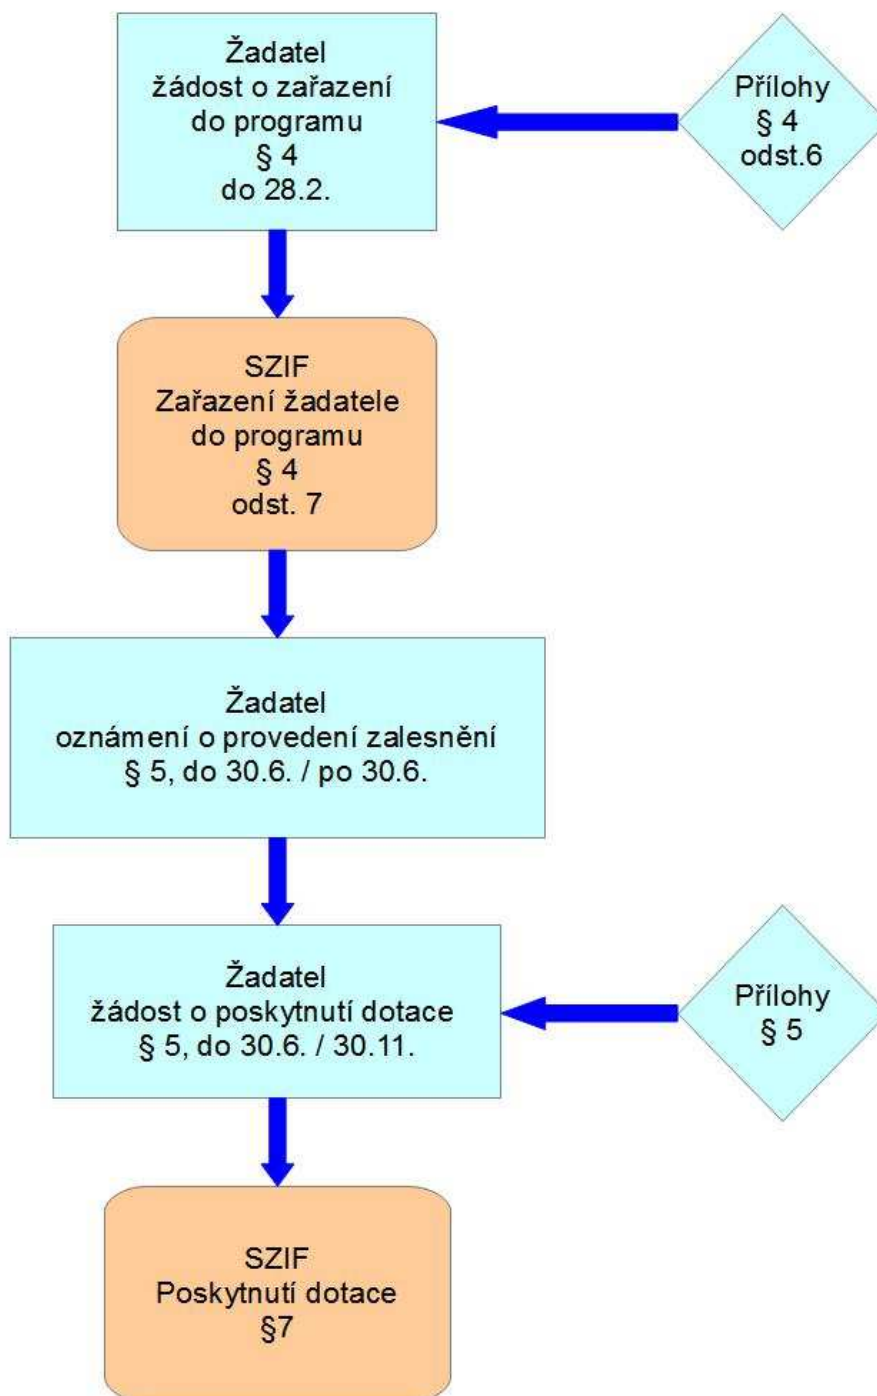 Žadatel
žádost o zařazení
do programu
§ 4
do 28.2.
Přílohy
§ 4
odst.6
SZIF
Zařazení žadatele
do programu
§ 4
odst. 7
Žadatel
oznámení o provedení zalesnění
§ 5, do 30.6. / po 30.6.
Žadatel
žádost o poskytnutí dotace
§ 5, do 30.6. / 30.11.
Přílohy
§ 5
SZIF
Poskytnutí dotace
§7